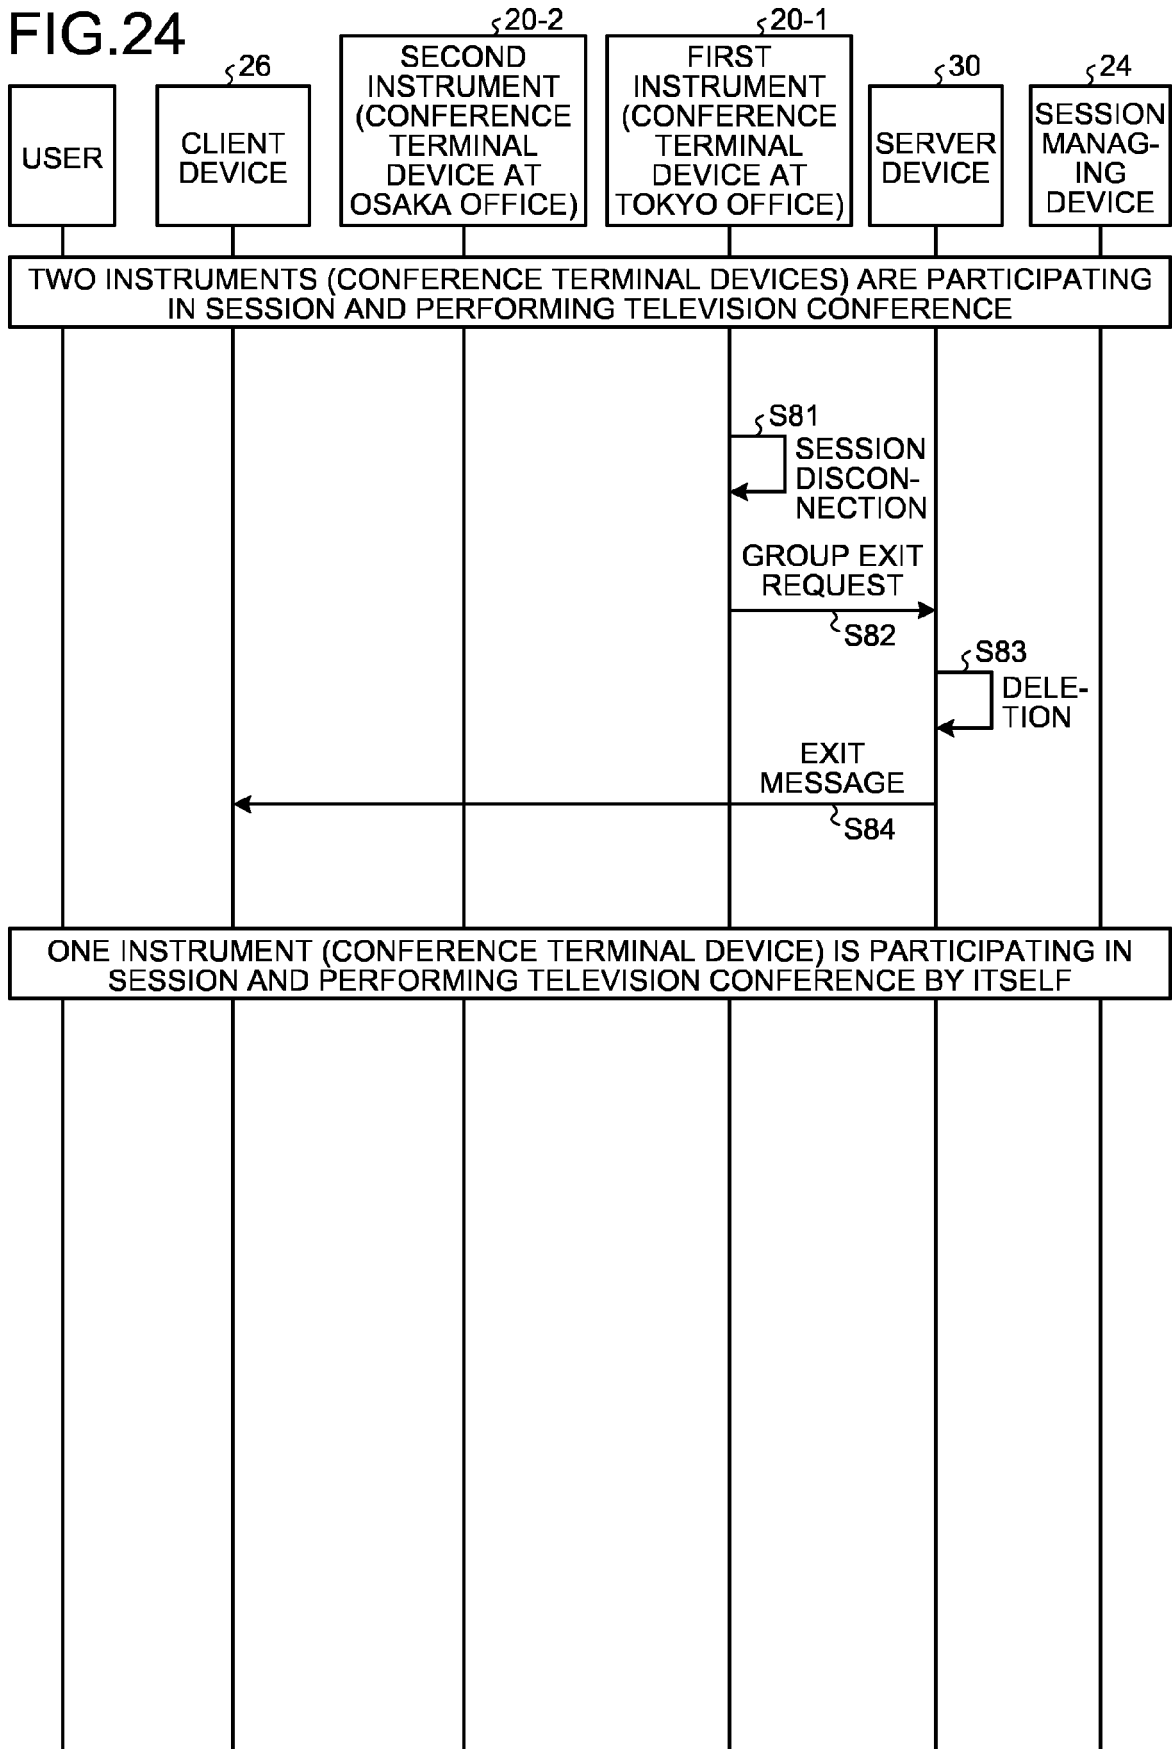 FIG.24
USER
26
CLIENT
DEVICE
20-2
SECOND
INSTRUMENT
(CONFERENCE
TERMINAL
DEVICE AT
OSAKA OFFICE)
20-1
FIRST
INSTRUMENT
(CONFERENCE
TERMINAL
DEVICE AT
TOKYO OFFICE)
30
SERVER
DEVICE
24
SESSION
MANAG-
ING
DEVICE
TWO INSTRUMENTS (CONFERENCE TERMINAL DEVICES) ARE PARTICIPATING
IN SESSION AND PERFORMING TELEVISION CONFERENCE
S81
SESSION
DISCON-
NECTION
GROUP EXIT
REQUEST
S82
S83
DELE-
TION
EXIT
MESSAGE
S84
ONE INSTRUMENT (CONFERENCE TERMINAL DEVICE) IS PARTICIPATING IN
SESSION AND PERFORMING TELEVISION CONFERENCE BY ITSELF